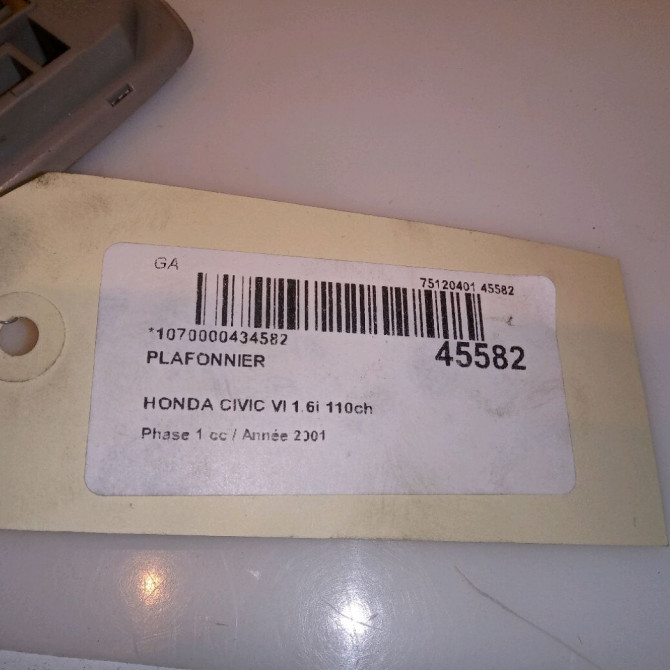 GA
75120401 45582
*1070000434582
45582
PLAFONNIER
HONDA CIVIC VI 1.6i 110ch
Phase 1 cc / Année 2001